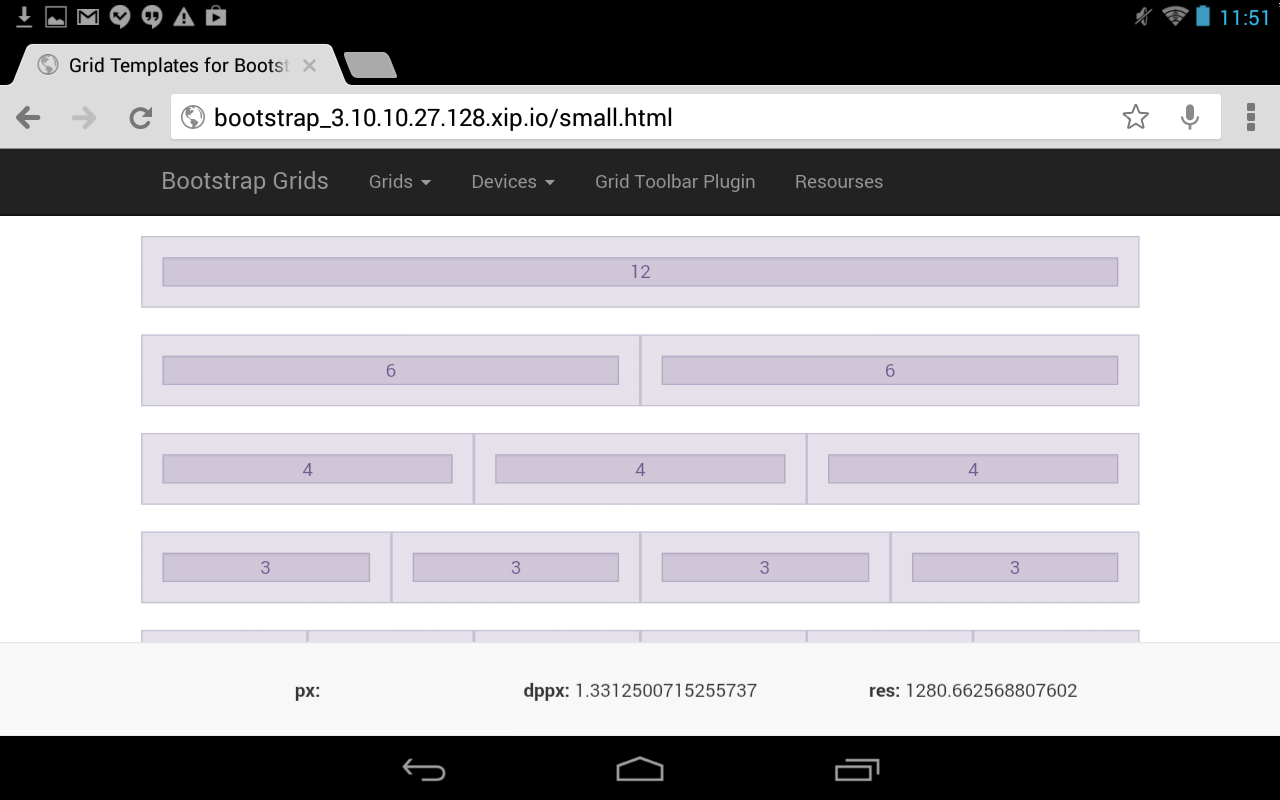 11:51
Grid Templates for Bootst
bootstrap_3.10.10.27.128.xip.io/small.html
Bootstrap Grids Grids Devices Grid Toolbar Plugin Resourses
12
6 6
4 4 4
3 3 3 3
px: dppx: 1.3312500715255737 res: 1280.662568807602